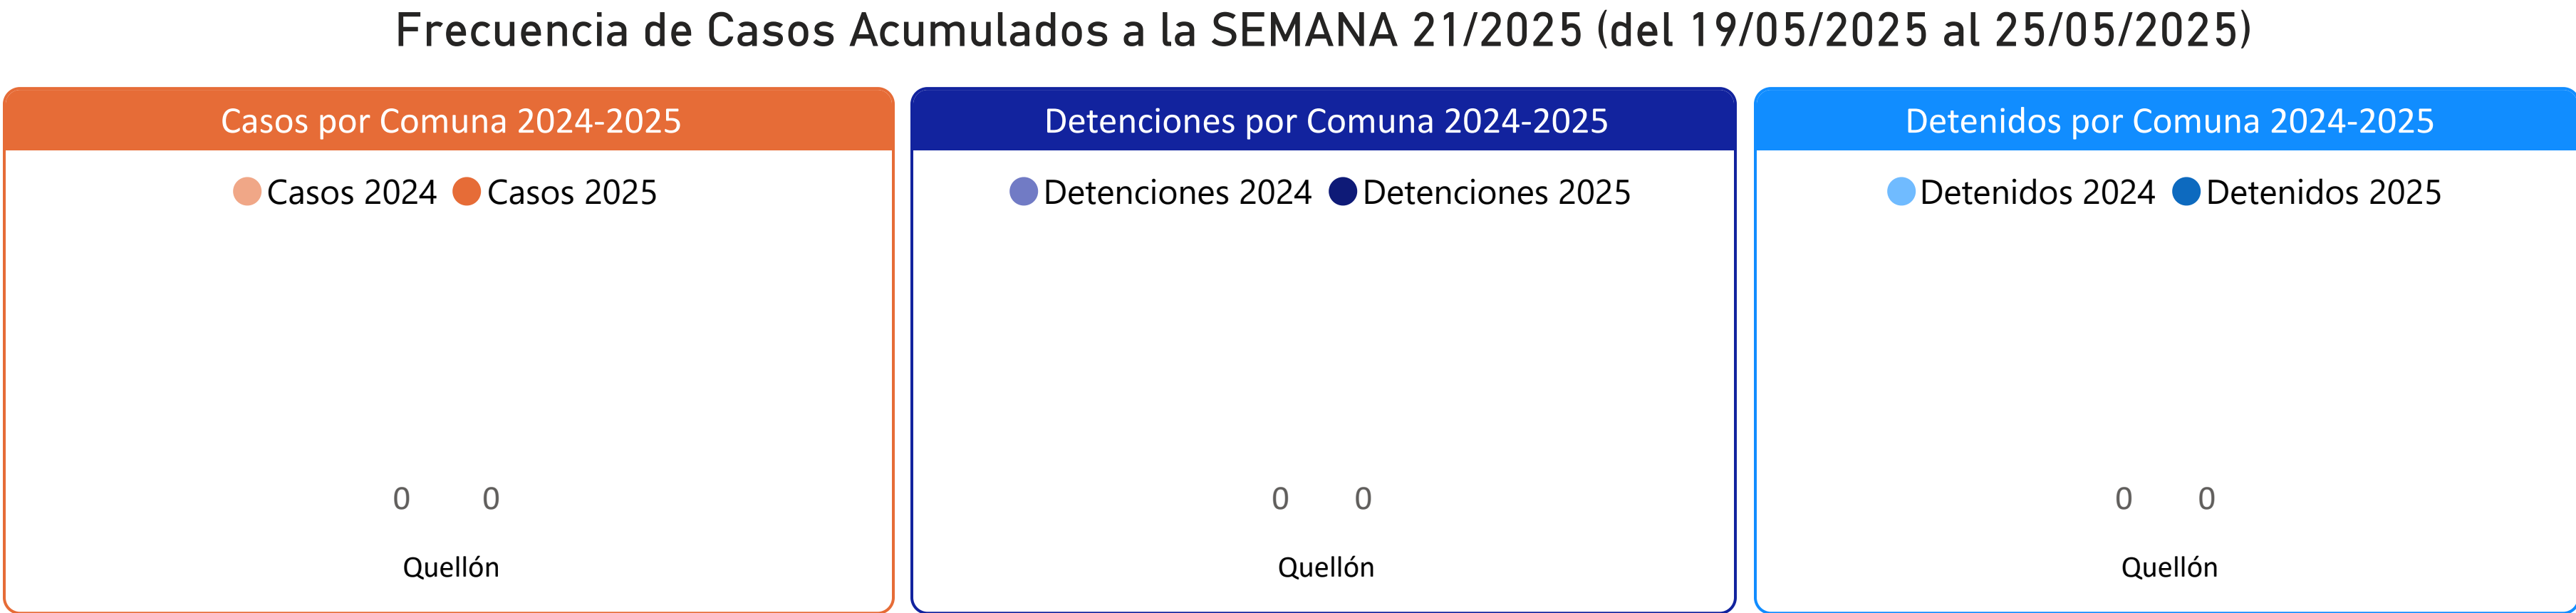 Frecuencia de Casos Acumulados a la SEMANA 21/2025 (del 19/05/2025 al 25/05/2025)
Casos por Comuna 2024-2025
Casos 2024 Casos 2025
0 0
Quellón
Detenciones por Comuna 2024-2025
Detenciones 2024 Detenciones 2025
0 0
Quellón
Detenidos por Comuna 2024-2025
Detenidos 2024 Detenidos 2025
0 0
Quellón